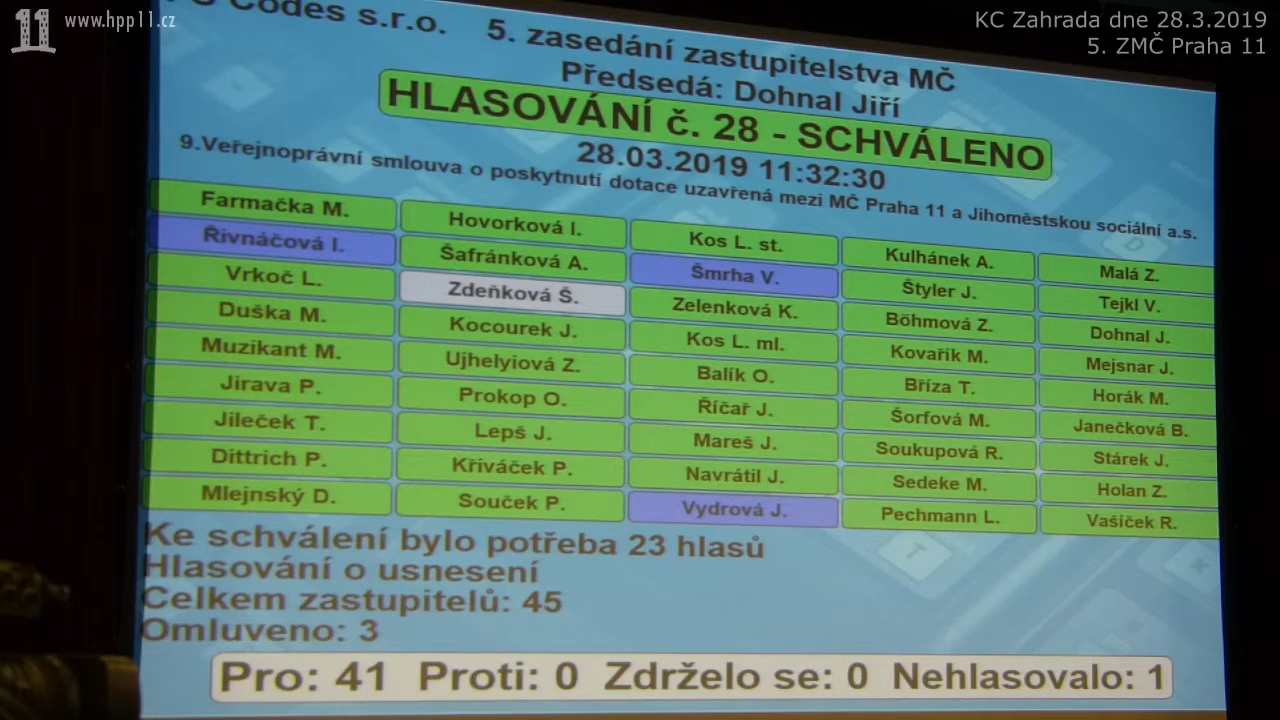 11 www.hpp11.cz
KC Zahrada dne 28.3.2019
5. ZMČ Praha 11
Codes s.r.o. 5. zasedání zastupitelstva MČ
Předsedá: Dohnal Jiří
HLASOVÁNÍ č. 28 - SCHVÁLENO
28.03.2019 11:32:30
9.Veřejnoprávní smlouva o poskytnutí dotace uzavřená mezi MČ Praha 11 a Jihoměstskou sociální a.s.
Farmačka M. Hovorková I. Kos L. st. Kulhánek A. Malá Z.
Řivnáčová I. Šafránková A. Šmrha V. Štyler J. Tejkl V.
Vrkoč L. Zdeňková Š. Zelenková K. Böhmová Z. Dohnal J.
Duška M. Kocourek J. Kos L. ml. Kovařík M. Mejsnar J.
Muzikant M. Ujhelyiová Z. Balík O. Bříza T. Horák M.
Jirava P. Prokop O. Říčař J. Šorfová M. Janečková B.
Jileček T. Lepš J. Mareš J. Soukupová R. Stárek J.
Dittrich P. Křiváček P. Navrátil J. Sedeke M. Holan Z.
Mlejnský D. Souček P. Vydrová J. Pechmann L. Vašíček R.
Ke schválení bylo potřeba 23 hlasů
Hlasování o usnesení
Celkem zastupitelů: 45
Omluveno: 3
Pro: 41 Proti: 0 Zdrželo se: 0 Nehlasovalo: 1